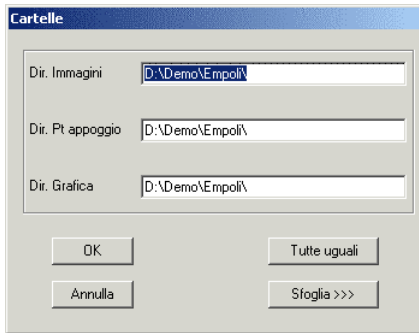 Cartelle
Dir. Immagini D:\Demo\Empoli\
Dir. Pt appoggio D:\Demo\Empoli\
Dir. Grafica D:\Demo\Empoli\
OK Tutte uguali
Annulla Sfoglia >>>